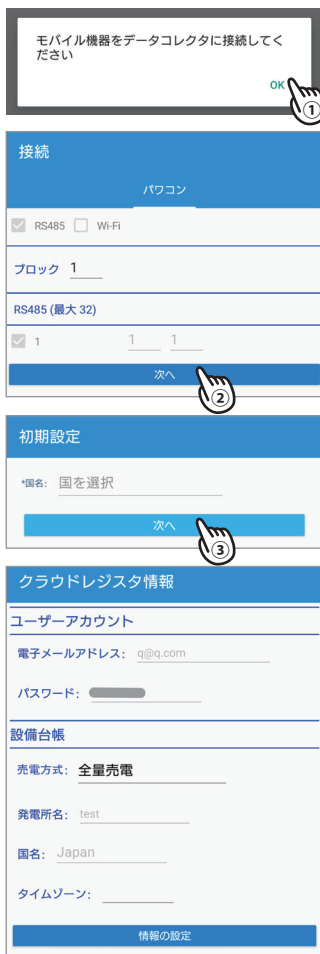 モバイル機器をデータコレクタに接続してく
ださい
OK
①
接続
パワコン
RS485 Wi-Fi
ブロック 1
RS485 (最大 32)
1 1 1
次へ
②
初期設定
*国名: 国を選択
次へ
③
クラウドレジスタ情報
ユーザーアカウント
電子メールアドレス: q@q.com
パスワード:
設備台帳
売電方式: 全量売電
発電所名: test
国名: Japan
タイムゾーン:
情報の設定